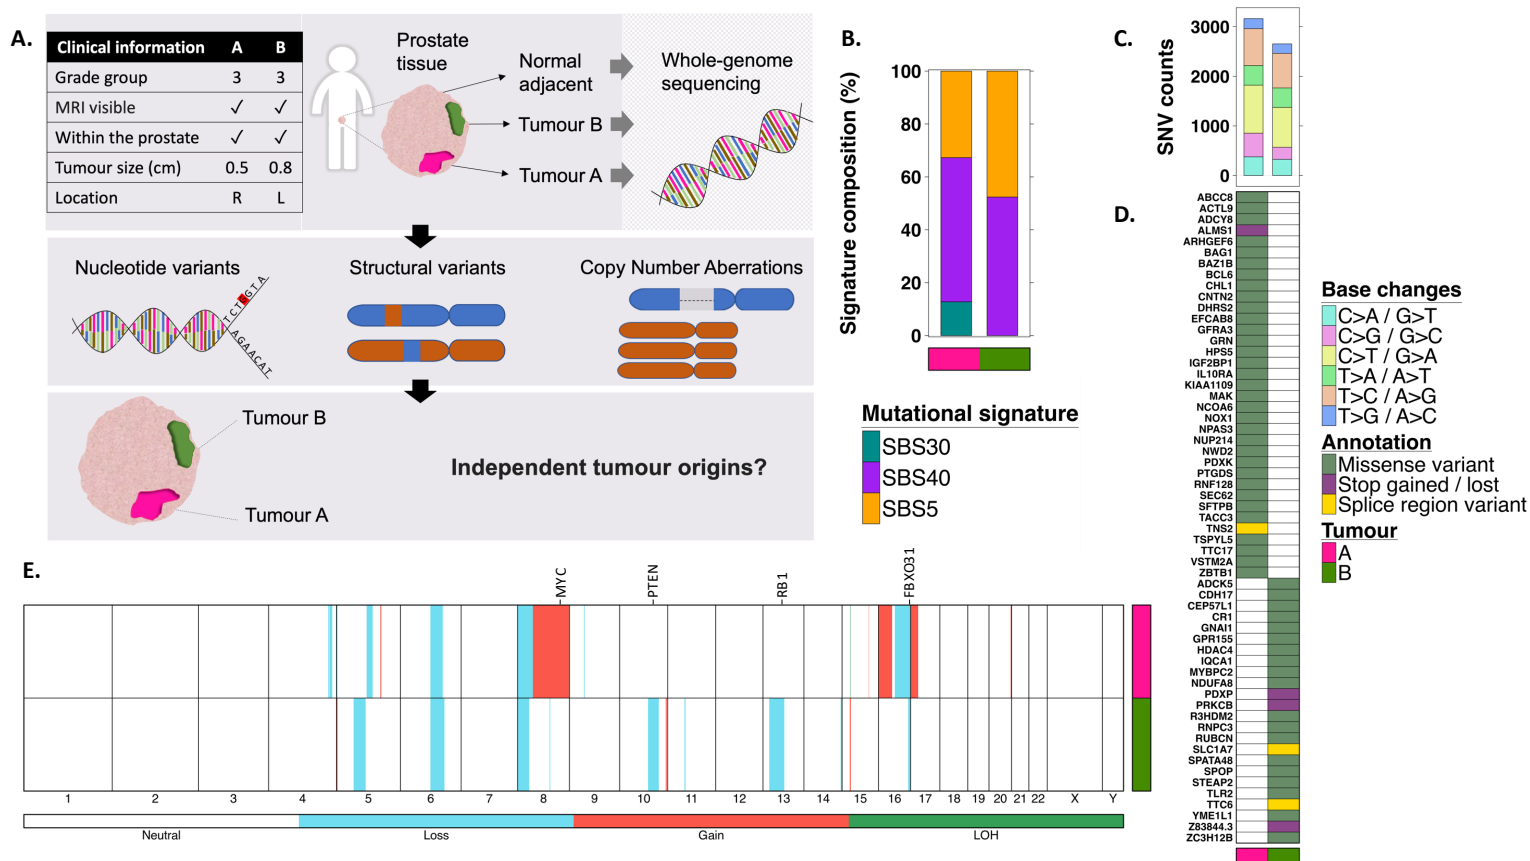 A.
Clinical information A B
Grade group 3 3
MRI visible ✓ ✓
Within the prostate ✓ ✓
Tumour size (cm) 0.5 0.8
Location R L
Prostate
tissue
Normal
adjacent
Tumour B
Tumour A
Whole-genome
sequencing
Nucleotide variants
TCTGGTA
AGAACAT
Structural variants
Copy Number Aberrations
Tumour B
Tumour A
Independent tumour origins?
B.
Signature composition (%)
100
80
60
40
20
0
Mutational signature
SBS30
SBS40
SBS5
C.
SNV counts
3000
2000
1000
0
D.
ABCC8
ACTL9
ADCY8
ALMS1
ARHGEF6
BAG1
BAZ1B
BCL6
CHL1
CNTN2
DHRS2
EFCAB8
GFRA3
GRN
HPS5
IGF2BP1
IL10RA
KIAA1109
MAK
NCOA6
NOX1
NPAS3
NUP214
NWD2
PDXK
PTGDS
RNF128
SEC62
SFTPB
TACC3
TNS2
TSPYL5
TTC17
VSTM2A
ZBTB1
ADCK5
CDH17
CEP57L1
CR1
GNAI1
GPR155
HDAC4
IQCA1
MYBPC2
NDUFA8
PDXP
PRKCB
R3HDM2
RNPC3
RUBCN
SLC1A7
SPATA48
SPOP
STEAP2
TLR2
TTC6
YME1L1
Z83844.3
ZC3H12B
Base changes
C>A / G>T
C>G / G>C
C>T / G>A
T>A / A>T
T>C / A>G
T>G / A>C
Annotation
Missense variant
Stop gained / lost
Splice region variant
Tumour
A
B
E.
MYC
PTEN
RB1
FBXO31
1 2 3 4 5 6 7 8 9 10 11 12 13 14 15 16 17 18 19 20 21 22 X Y
Neutral Loss Gain LOH